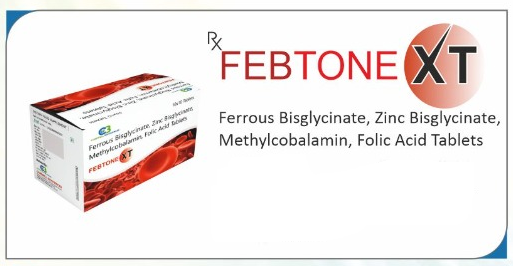 Rx
FEBTONE XT
Ferrous Bisglycinate, Zinc Bisglycinate,
Methylcobalamin, Folic Acid Tablets
Ferrous Bisglycinate, Zinc Bisglycinate,
Methylcobalamin, Folic Acid Tablets
FEBTONE XT